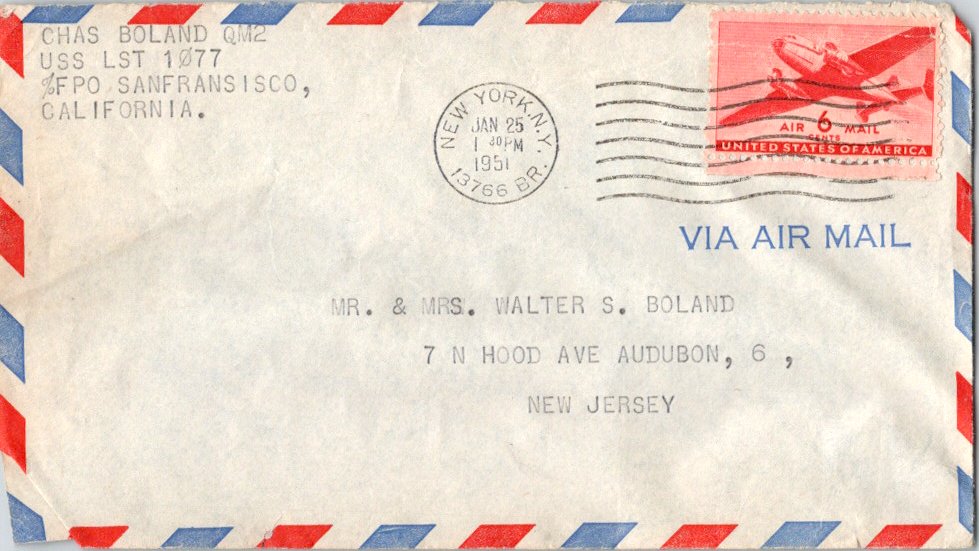 CHAS BOLAND QM2
USS LST 1Ø77
%FPO SANFRANSISCO,
CALIFORNIA.
NEW YORK, N.Y.
JAN 25
1 30 PM
1951
13766 BR.
AIR 6 MAIL
CENTS
UNITED STATES OF AMERICA
VIA AIR MAIL
MR. & MRS. WALTER S. BOLAND
7 N HOOD AVE AUDUBON, 6 ,
NEW JERSEY